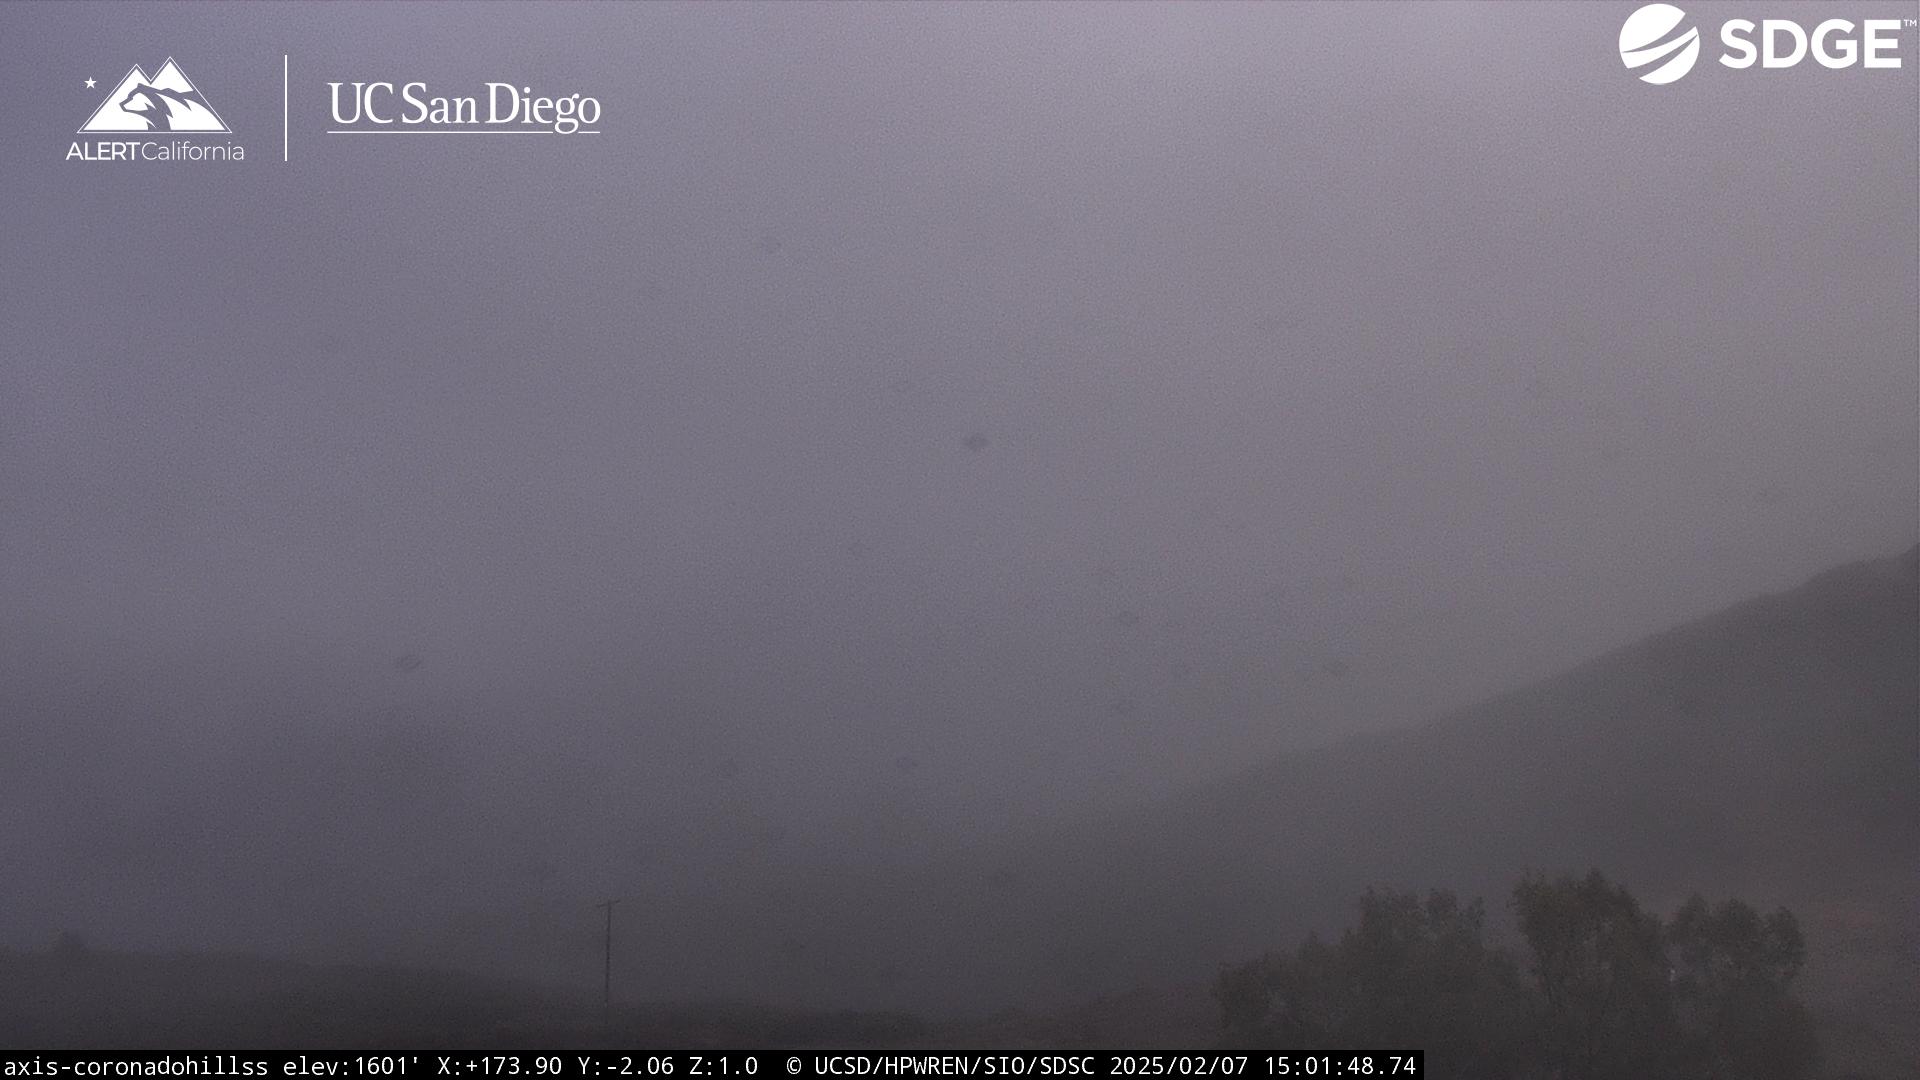 ALERTCalifornia
UC San Diego
SDGE™
axis-coronadohillss elev:1601' X:+173.90 Y:-2.06 Z:1.0 © UCSD/HPWREN/SIO/SDSC 2025/02/07 15:01:48.74